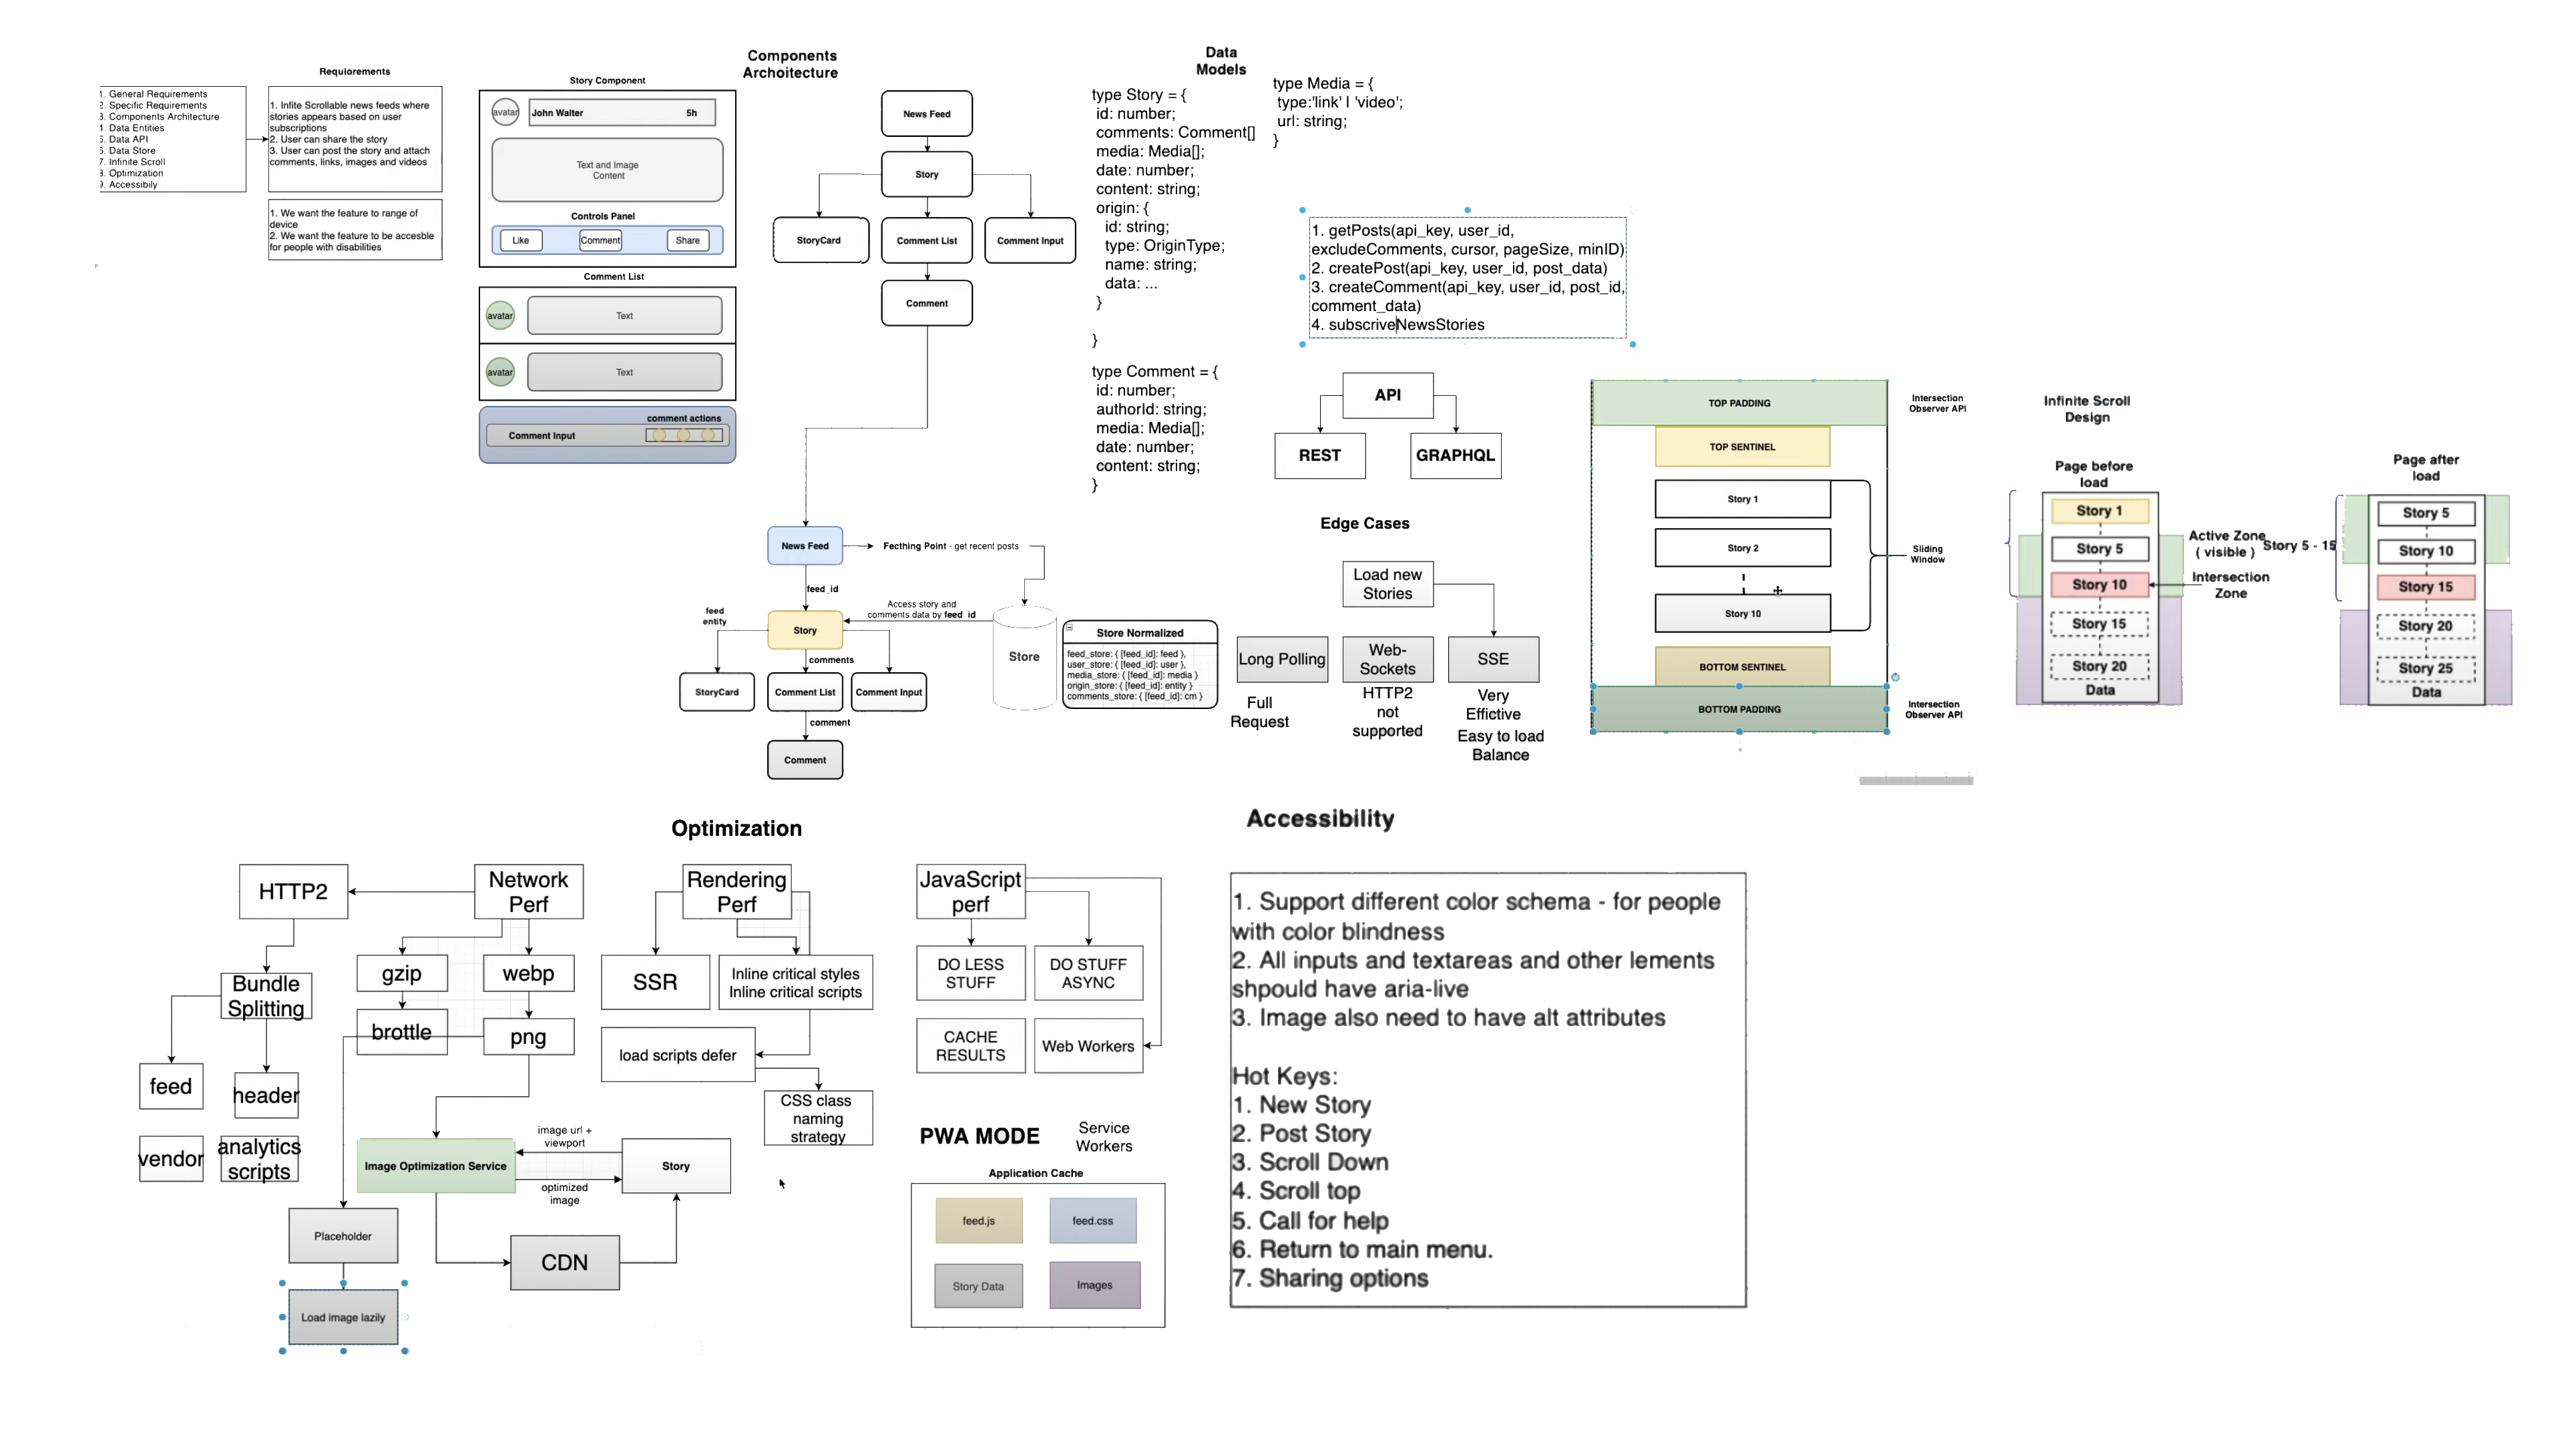 Requiorements
1. General Requirements
2. Specific Requirements
3. Components Architecture
4. Data Entities
5. Data API
6. Data Store
7. Infinite Scroll
8. Optimization
9. Accessibily
1. Infite Scrollable news feeds where
stories appears based on user
subscriptions
2. User can share the story
3. User can post the story and attach
comments, links, images and videos
1. We want the feature to range of
device
2. We want the feature to be accesble
for people with disabilities
Components
Archoitecture
Story Component
avatar
John Walter
5h
Text and Image
Content
Controls Panel
Like
Comment
Share
Comment List
avatar
Text
avatar
Text
comment actions
Comment Input
News Feed
Story
StoryCard
Comment List
Comment Input
Comment
News Feed
Fecthing Point - get recent posts
feed_id
feed
entity
Access story and
comments data by feed_id
Story
comments
StoryCard
Comment List
Comment Input
comment
Comment
Store
Store Normalized
feed_store: { [feed_id]: feed },
user_store: { [feed_id]: user },
media_store: { [feed_id]: media }
origin_store: { [feed_id]: entity }
comments_store: { [feed_id]: cm }
Data
Models
type Story = {
id: number;
comments: Comment[]
media: Media[];
date: number;
content: string;
origin: {
id: string;
type: OriginType;
name: string;
data: ...
}
}
type Comment = {
id: number;
authorId: string;
media: Media[];
date: number;
content: string;
}
type Media = {
type:'link' I 'video';
url: string;
}
1. getPosts(api_key, user_id,
excludeComments, cursor, pageSize, minID)
2. createPost(api_key, user_id, post_data)
3. createComment(api_key, user_id, post_id,
comment_data)
4. subscriveNewsStories
API
REST
GRAPHQL
Edge Cases
Load new
Stories
Long Polling
Web-
Sockets
SSE
Full
Request
HTTP2
not
supported
Very
Effictive
Easy to load
Balance
TOP PADDING
TOP SENTINEL
Story 1
Story 2
Story 10
BOTTOM SENTINEL
BOTTOM PADDING
Intersection
Observer API
Sliding
Window
Intersection
Observer API
Infinite Scroll
Design
Page before
load
Story 1
Story 5
Story 10
Story 15
Story 20
Data
Active Zone
( visible )
Intersection
Zone
Story 5 - 15
Page after
load
Story 5
Story 10
Story 15
Story 20
Story 25
Data
Optimization
HTTP2
Network
Perf
Bundle
Splitting
gzip
webp
brottle
png
feed
header
vendor
analytics
scripts
Image Optimization Service
image url +
viewport
optimized
image
Story
Placeholder
CDN
Load image lazily
Rendering
Perf
SSR
Inline critical styles
Inline critical scripts
load scripts defer
CSS class
naming
strategy
JavaScript
perf
DO LESS
STUFF
DO STUFF
ASYNC
CACHE
RESULTS
Web Workers
PWA MODE
Service
Workers
Application Cache
feed.js
feed.css
Story Data
Images
Accessibility
1. Support different color schema - for people
with color blindness
2. All inputs and textareas and other lements
shpould have aria-live
3. Image also need to have alt attributes
Hot Keys:
1. New Story
2. Post Story
3. Scroll Down
4. Scroll top
5. Call for help
6. Return to main menu.
7. Sharing options